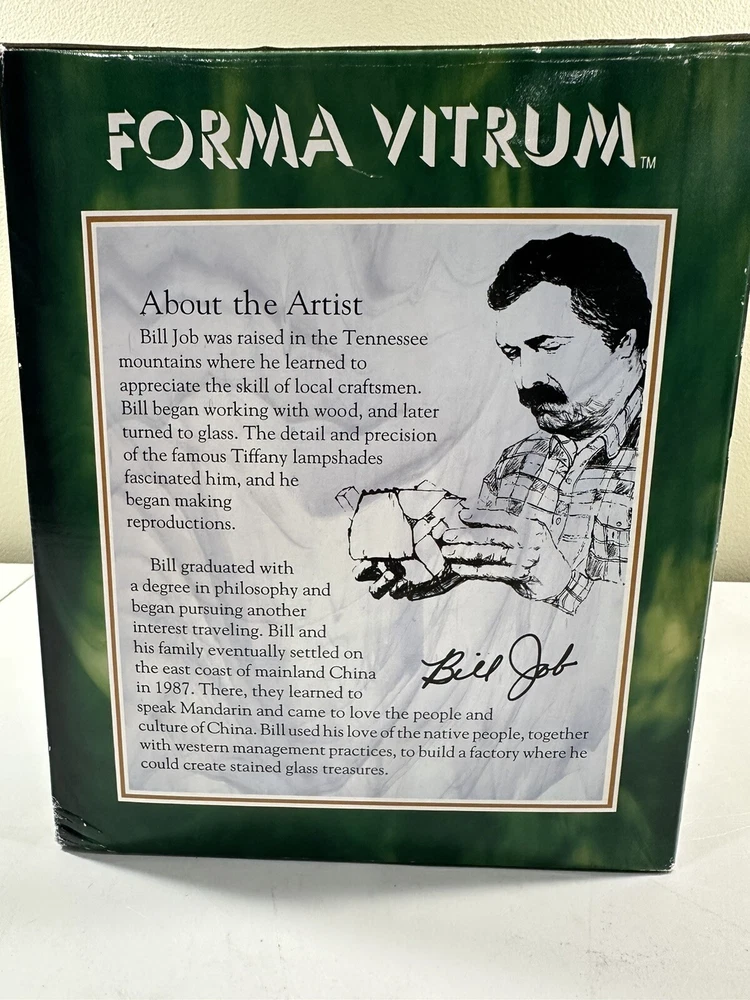 FORMA VITRUM™
About the Artist
Bill Job was raised in the Tennessee
mountains where he learned to
appreciate the skill of local craftsmen.
Bill began working with wood, and later
turned to glass. The detail and precision
of the famous Tiffany lampshades
fascinated him, and he
began making
reproductions.
Bill graduated with
a degree in philosophy and
began pursuing another
interest traveling. Bill and
his family eventually settled on
the east coast of mainland China
in 1987. There, they learned to
speak Mandarin and came to love the people and
culture of China. Bill used his love of the native people, together
with western management practices, to build a factory where he
could create stained glass treasures.
Bill Job